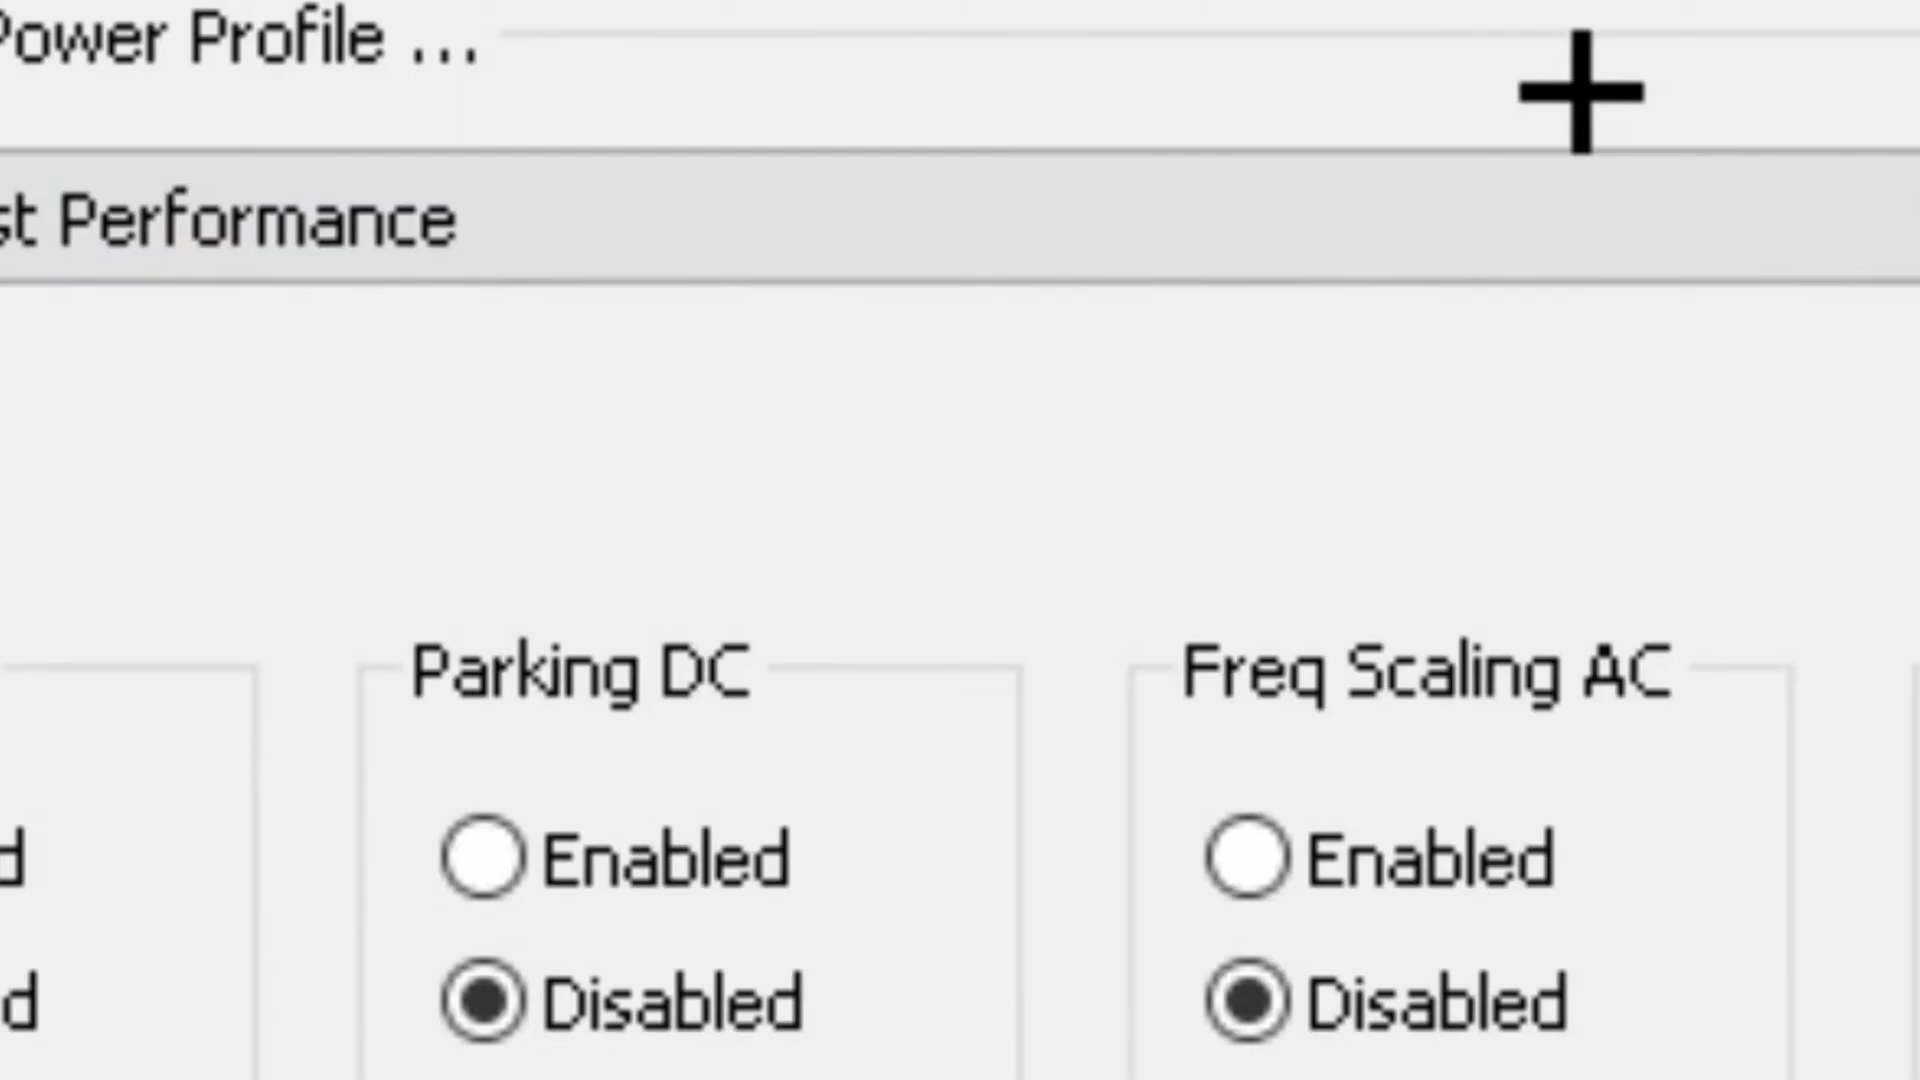 Power Profile ...
st Performance
Parking DC
Freq Scaling AC
Enabled
Enabled
Disabled
Disabled